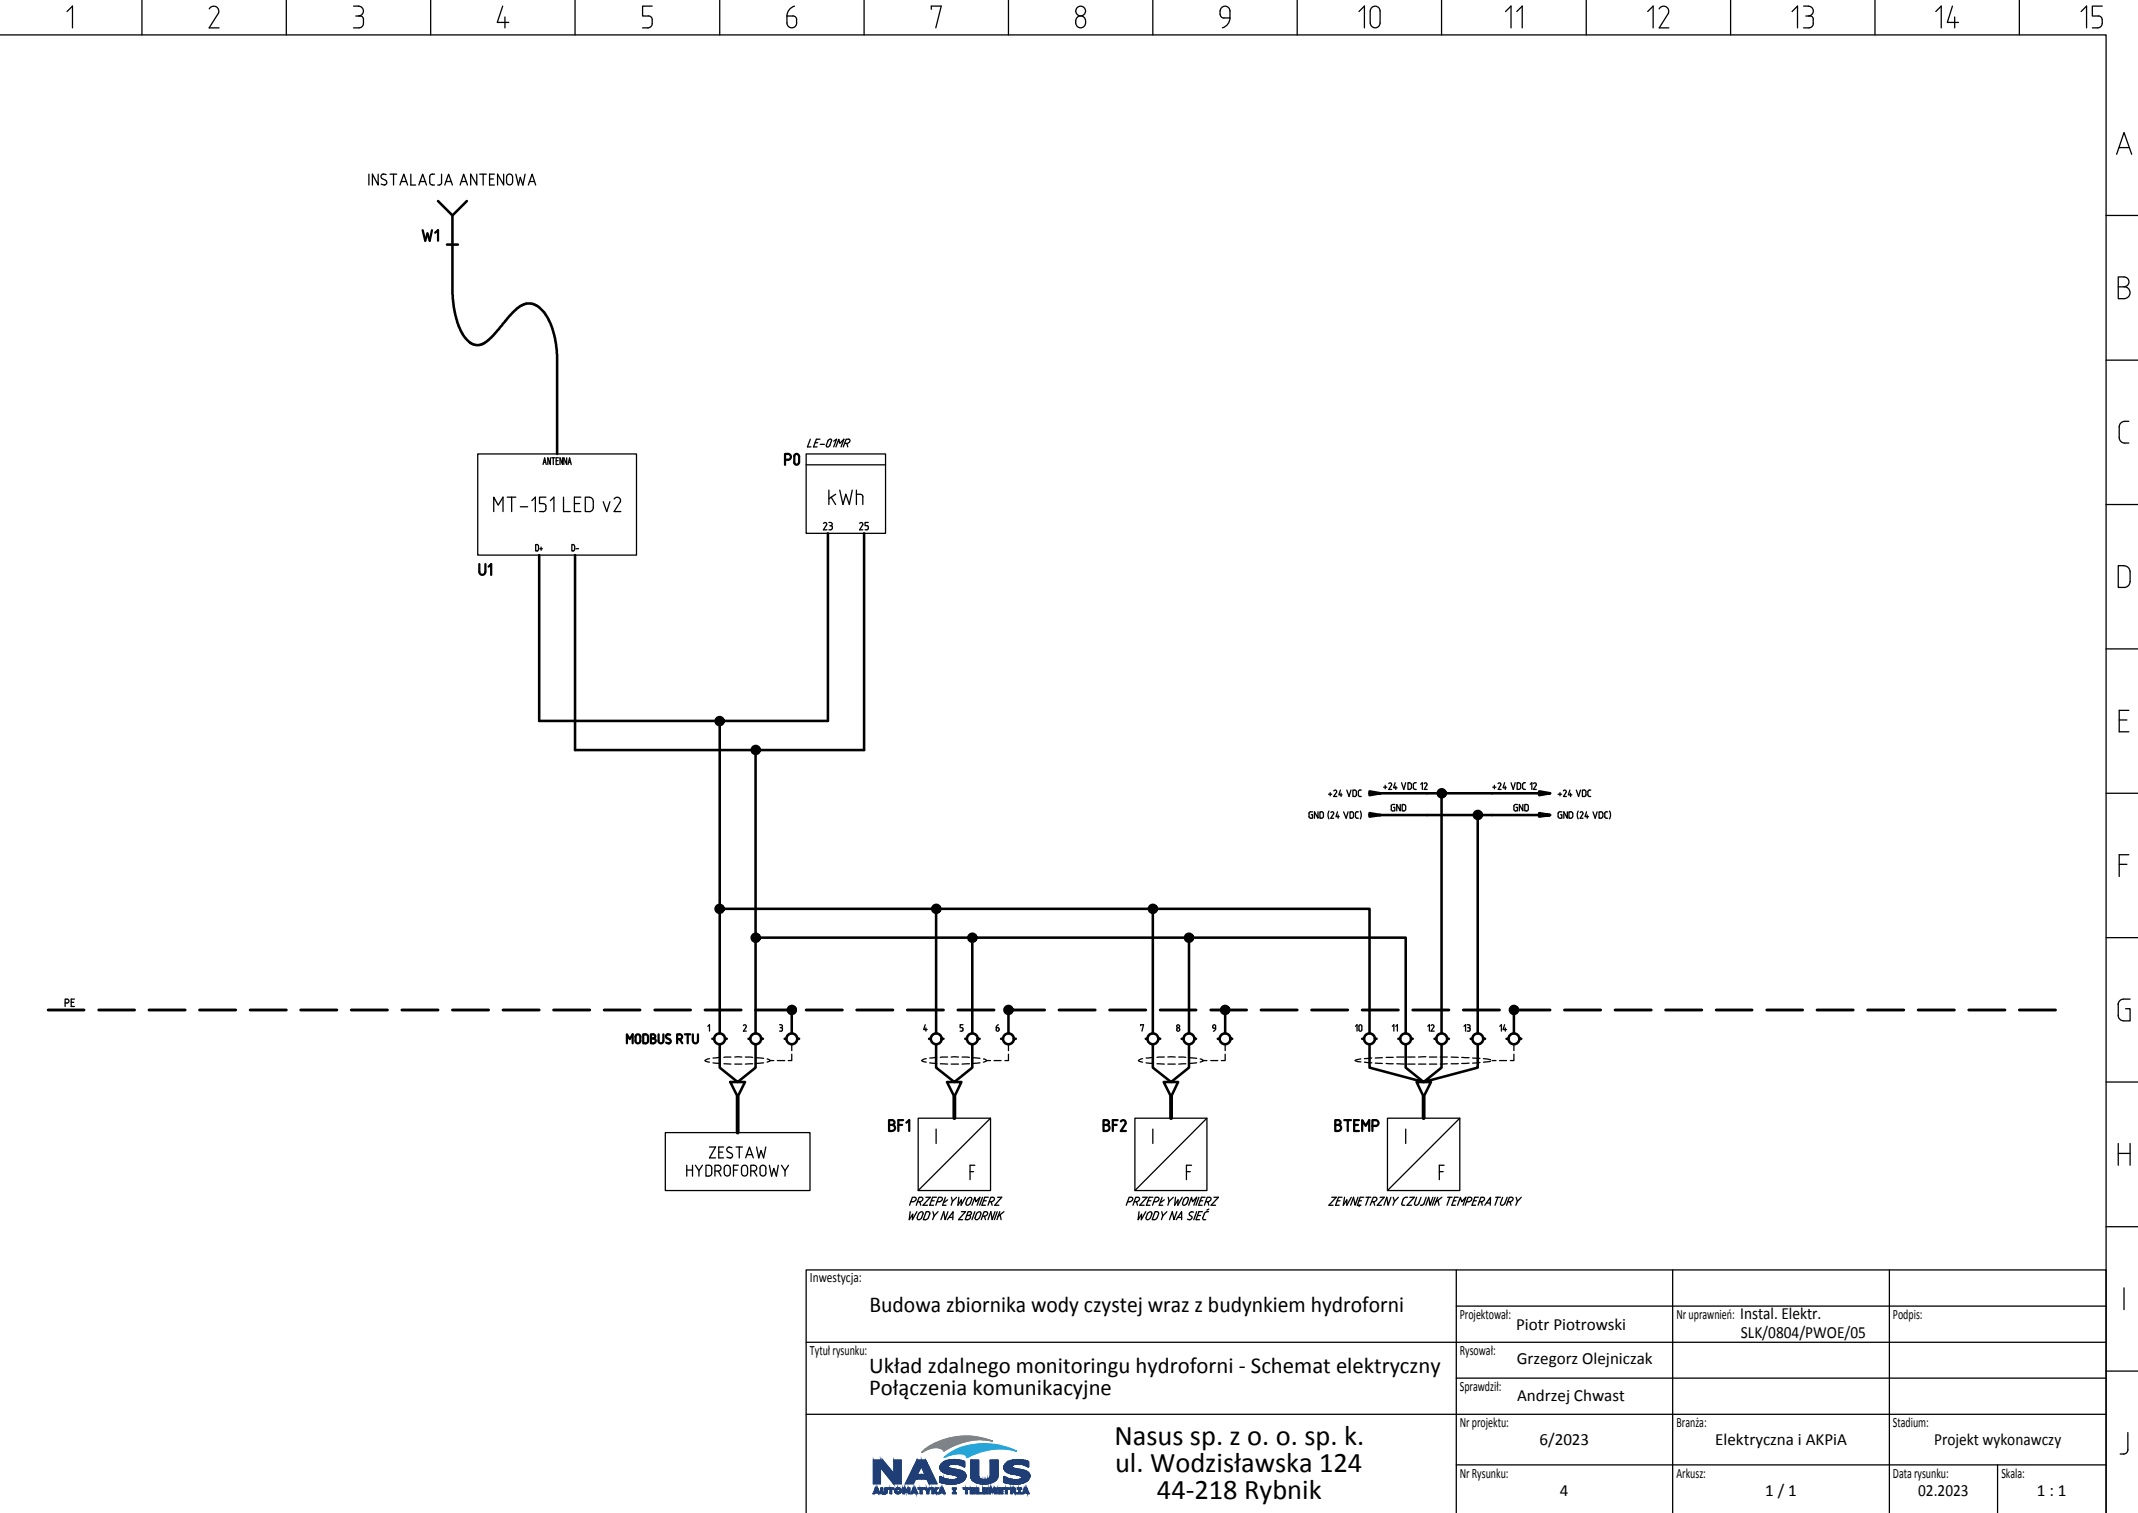 1 2 3 4 5 6 7 8 9 10 11 12 13 14 15
A
INSTALACJA ANTENOWA
W1
B
C
LE-01MR
P0
ANTENNA
MT-151 LED v2
kWh
23 25
D+ D-
U1
D
E
+24 VDC +24 VDC 12 +24 VDC 12 +24 VDC
GND (24 VDC) GND GND GND (24 VDC)
F
PE
G
MODBUS RTU 1 2 3 4 5 6 7 8 9 10 11 12 13 14
BF1 BF2 BTEMP
I I I
F F F
ZESTAW
HYDROFOROWY
H
PRZEPŁYWOMIERZ
WODY NA ZBIORNIK
PRZEPŁYWOMIERZ
WODY NA SIEĆ
ZEWNĘTRZNY CZUJNIK TEMPERATURY
I
Inwestycja:
Budowa zbiornika wody czystej wraz z budynkiem hydroforni
Projektował: Piotr Piotrowski
Nr uprawnień: Instal. Elektr.
SLK/0804/PWOE/05
Podpis:
Tytuł rysunku:
Układ zdalnego monitoringu hydroforni - Schemat elektryczny
Połączenia komunikacyjne
Rysował: Grzegorz Olejniczak
Sprawdził: Andrzej Chwast
NASUS
AUTOMATYKA I TELEMETRIA
Nasus sp. z o. o. sp. k.
ul. Wodzisławska 124
44-218 Rybnik
Nr projektu:
6/2023
Branża:
Elektryczna i AKPiA
Stadium:
Projekt wykonawczy
J
Nr Rysunku:
4
Arkusz:
1 / 1
Data rysunku:
02.2023
Skala:
1 : 1